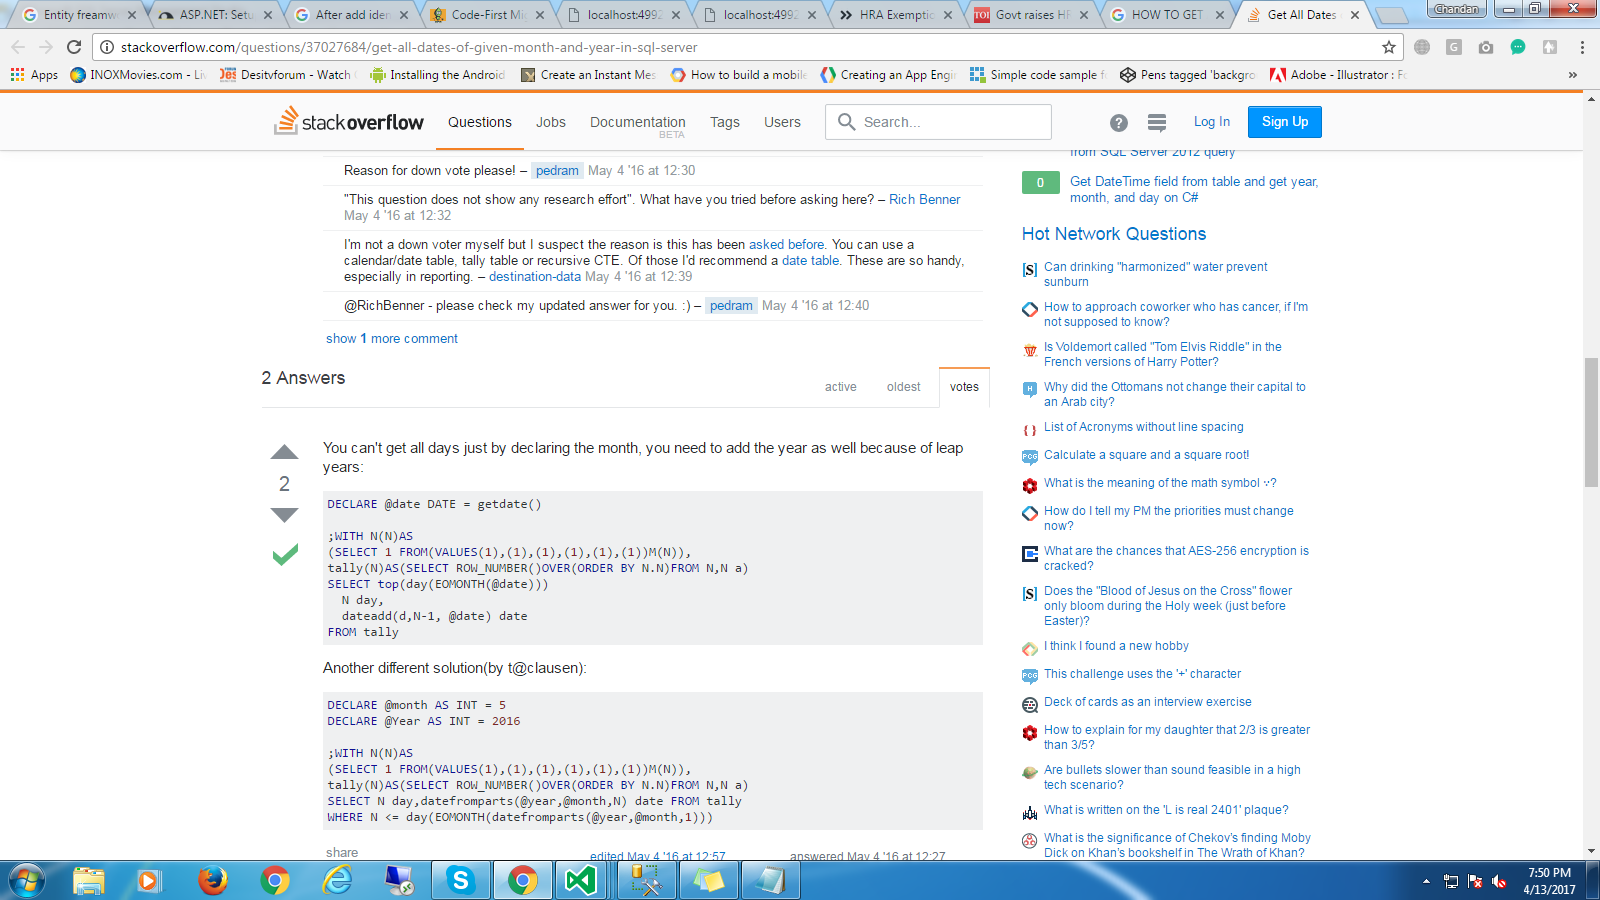 Entity freamwo
ASP.NET: Setu
After add iden
Code-First Mi
localhost:4992
localhost:4992
HRA Exemptio
Govt raises HR
HOW TO GET
Get All Dates
Chandan
stackoverflow.com/questions/37027684/get-all-dates-of-given-month-and-year-in-sql-server
Apps
INOXMovies.com - Liv
Desitvforum - Watch
Installing the Android
Create an Instant Mes
How to build a mobile
Creating an App Engi
Simple code sample f
Pens tagged 'backgro
Adobe - Illustrator : Fo
»
stackoverflow
Questions
Jobs
Documentation
BETA
Tags
Users
Search...
Log In
Sign Up
Reason for down vote please! – pedram May 4 '16 at 12:30
"This question does not show any research effort". What have you tried before asking here? – Rich Benner
May 4 '16 at 12:32
I'm not a down voter myself but I suspect the reason is this has been asked before. You can use a
calendar/date table, tally table or recursive CTE. Of those I'd recommend a date table. These are so handy,
especially in reporting. – destination-data May 4 '16 at 12:39
@RichBenner - please check my updated answer for you. :) – pedram May 4 '16 at 12:40
show 1 more comment
2 Answers
active
oldest
votes
2
You can't get all days just by declaring the month, you need to add the year as well because of leap
years:
DECLARE @date DATE = getdate()
;WITH N(N)AS
(SELECT 1 FROM(VALUES(1),(1),(1),(1),(1),(1))M(N)),
tally(N)AS(SELECT ROW_NUMBER()OVER(ORDER BY N.N)FROM N,N a)
SELECT top(day(EOMONTH(@date)))
N day,
dateadd(d,N-1, @date) date
FROM tally
Another different solution(by t@clausen):
DECLARE @month AS INT = 5
DECLARE @Year AS INT = 2016
;WITH N(N)AS
(SELECT 1 FROM(VALUES(1),(1),(1),(1),(1),(1))M(N)),
tally(N)AS(SELECT ROW_NUMBER()OVER(ORDER BY N.N)FROM N,N a)
SELECT N day,datefromparts(@year,@month,N) date FROM tally
WHERE N <= day(EOMONTH(datefromparts(@year,@month,1)))
share
edited May 4 '16 at 12:57
answered May 4 '16 at 12:27
from SQL Server 2012 query
0
Get DateTime field from table and get year,
month, and day on C#
Hot Network Questions
Can drinking "harmonized" water prevent
sunburn
How to approach coworker who has cancer, if I'm
not supposed to know?
Is Voldemort called "Tom Elvis Riddle" in the
French versions of Harry Potter?
Why did the Ottomans not change their capital to
an Arab city?
List of Acronyms without line spacing
Calculate a square and a square root!
What is the meaning of the math symbol ∵?
How do I tell my PM the priorities must change
now?
What are the chances that AES-256 encryption is
cracked?
Does the "Blood of Jesus on the Cross" flower
only bloom during the Holy week (just before
Easter)?
I think I found a new hobby
This challenge uses the '+' character
Deck of cards as an interview exercise
How to explain for my daughter that 2/3 is greater
than 3/5?
Are bullets slower than sound feasible in a high
tech scenario?
What is written on the 'L is real 2401' plaque?
What is the significance of Chekov's finding Moby
Dick on Khan's bookshelf in The Wrath of Khan?
7:50 PM
4/13/2017